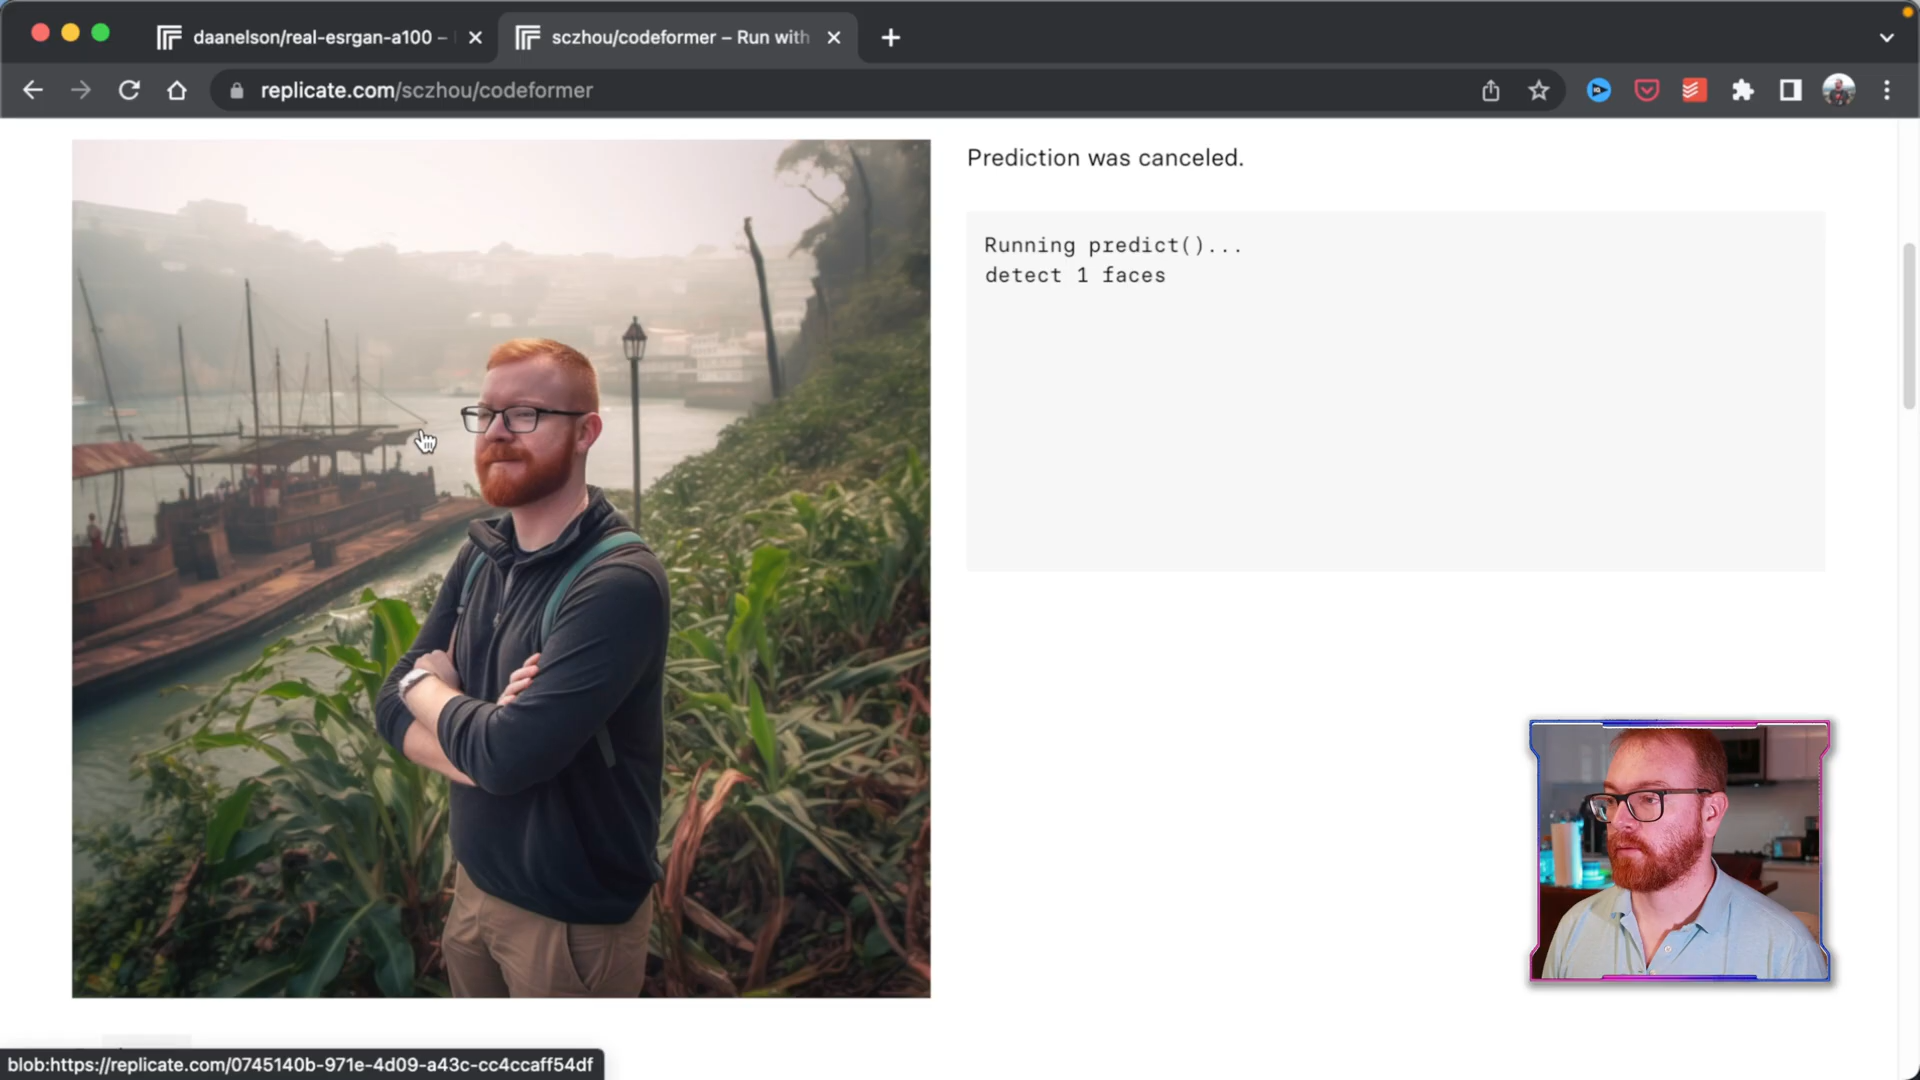 daanelson/real-esrgan-a100 –
sczhou/codeformer – Run with
replicate.com/sczhou/codeformer
Prediction was canceled.
Running predict()...
detect 1 faces
blob:https://replicate.com/0745140b-971e-4d09-a43c-cc4ccaff54df